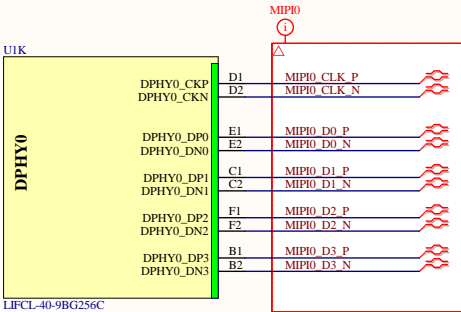 MIPI0
i
U1K
DPHY0
DPHY0_CKP D1 MIPI0_CLK_P
DPHY0_CKN D2 MIPI0_CLK_N
DPHY0_DP0 E1 MIPI0_D0_P
DPHY0_DN0 E2 MIPI0_D0_N
DPHY0_DP1 C1 MIPI0_D1_P
DPHY0_DN1 C2 MIPI0_D1_N
DPHY0_DP2 F1 MIPI0_D2_P
DPHY0_DN2 F2 MIPI0_D2_N
DPHY0_DP3 B1 MIPI0_D3_P
DPHY0_DN3 B2 MIPI0_D3_N
LIFCL-40-9BG256C